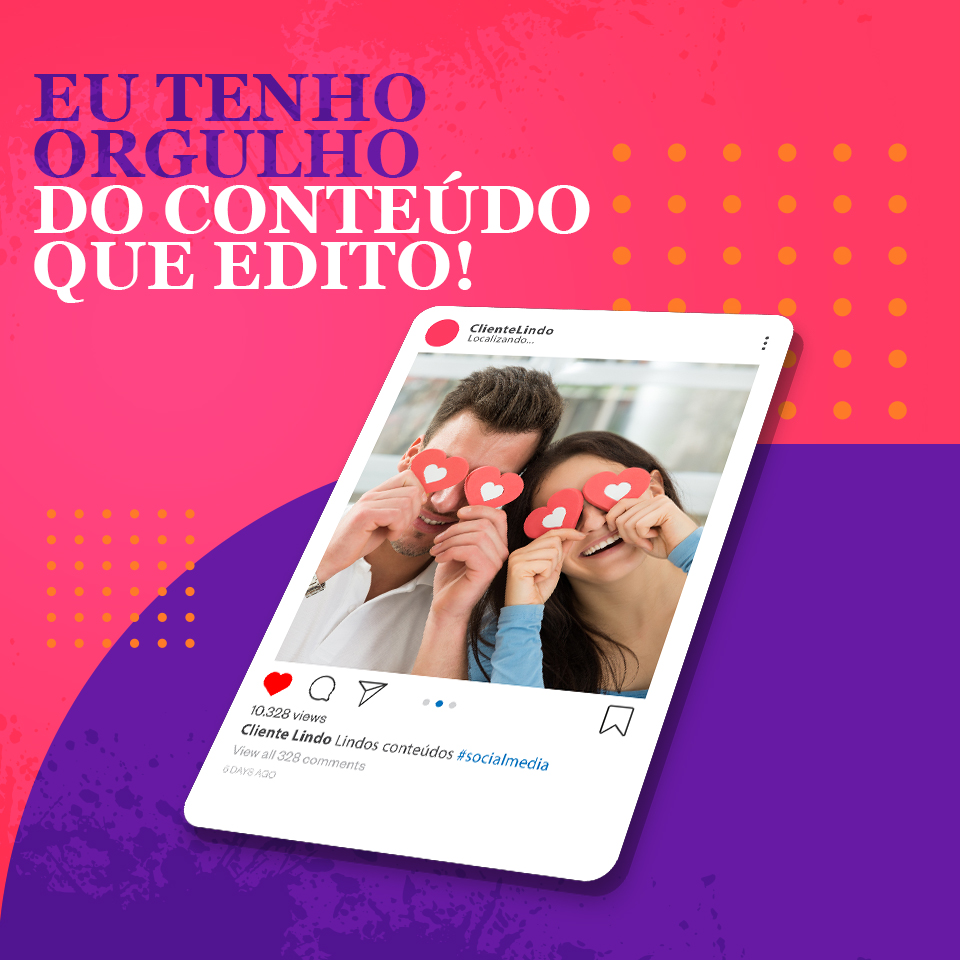 EU TENHO
ORGULHO
DO CONTEÚDO
QUE EDITO!
ClienteLindo
Localizando...
10.328 views
Cliente Lindo Lindos conteúdos #socialmedia
View all 328 comments
6 DAYS AGO